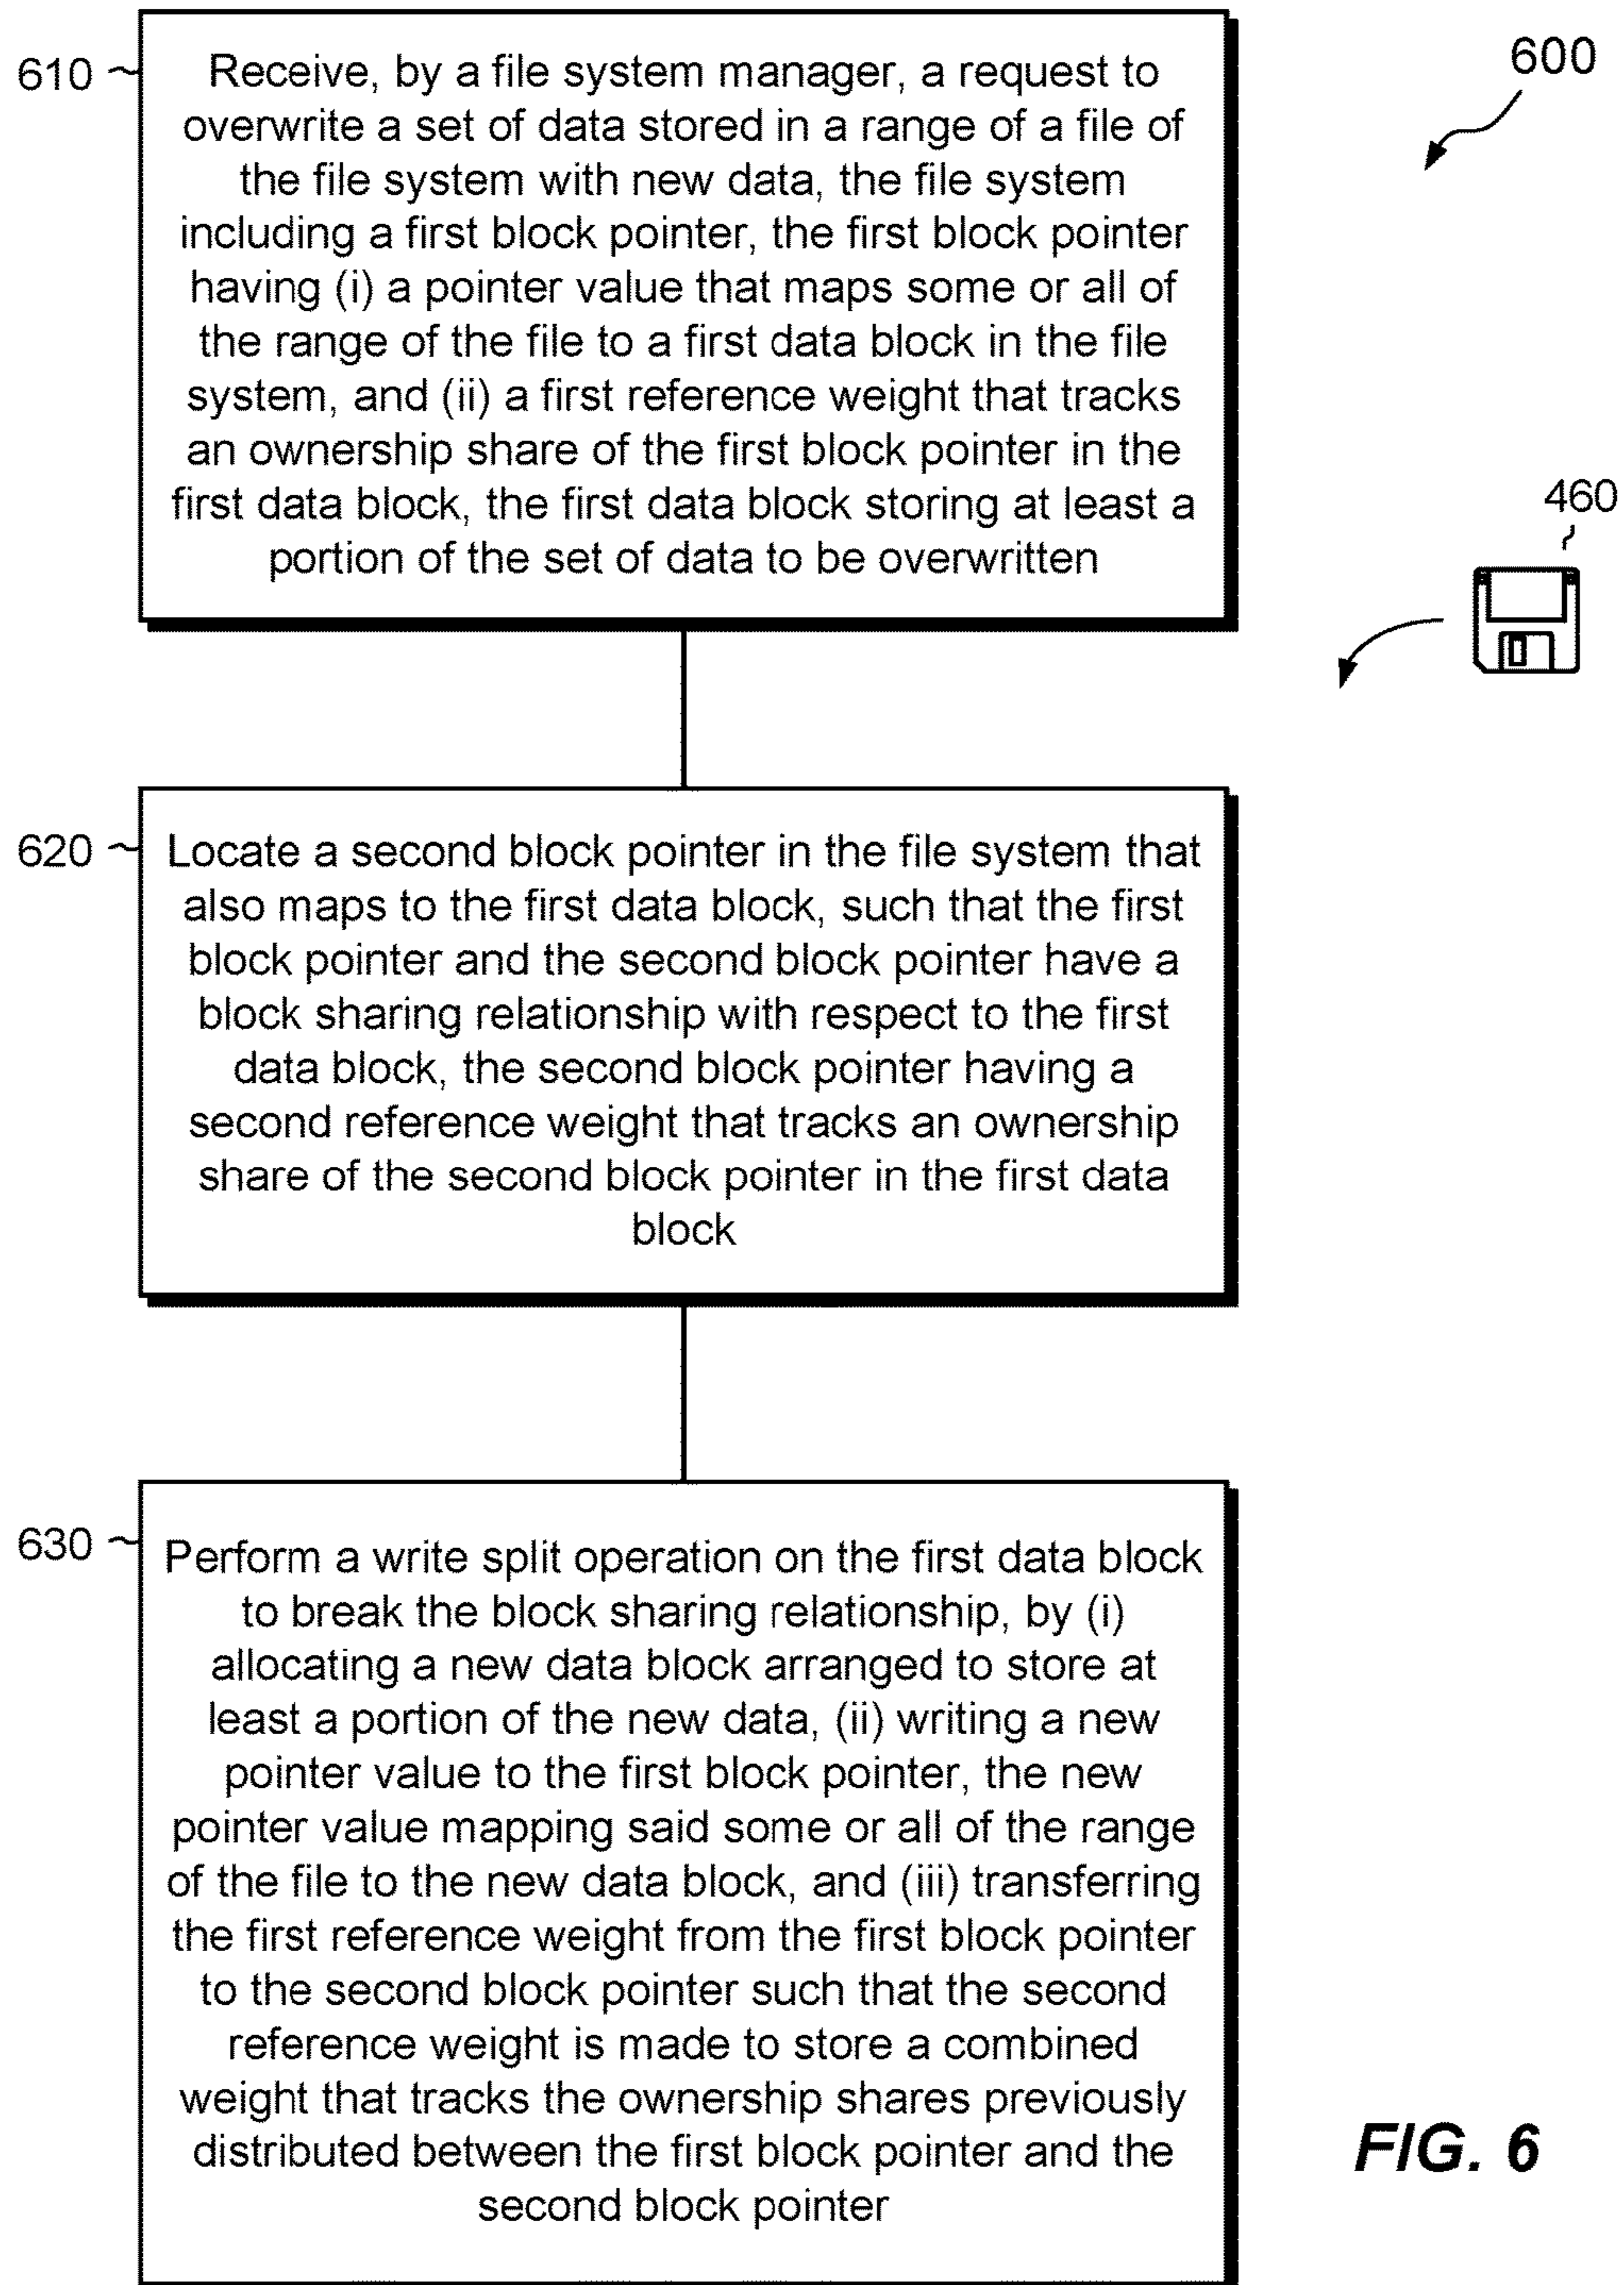 610
Receive, by a file system manager, a request to
overwrite a set of data stored in a range of a file of
the file system with new data, the file system
including a first block pointer, the first block pointer
having (i) a pointer value that maps some or all of
the range of the file to a first data block in the file
system, and (ii) a first reference weight that tracks
an ownership share of the first block pointer in the
first data block, the first data block storing at least a
portion of the set of data to be overwritten
600
460
620
Locate a second block pointer in the file system that
also maps to the first data block, such that the first
block pointer and the second block pointer have a
block sharing relationship with respect to the first
data block, the second block pointer having a
second reference weight that tracks an ownership
share of the second block pointer in the first data
block
630
Perform a write split operation on the first data block
to break the block sharing relationship, by (i)
allocating a new data block arranged to store at
least a portion of the new data, (ii) writing a new
pointer value to the first block pointer, the new
pointer value mapping said some or all of the range
of the file to the new data block, and (iii) transferring
the first reference weight from the first block pointer
to the second block pointer such that the second
reference weight is made to store a combined
weight that tracks the ownership shares previously
distributed between the first block pointer and the
second block pointer
FIG. 6